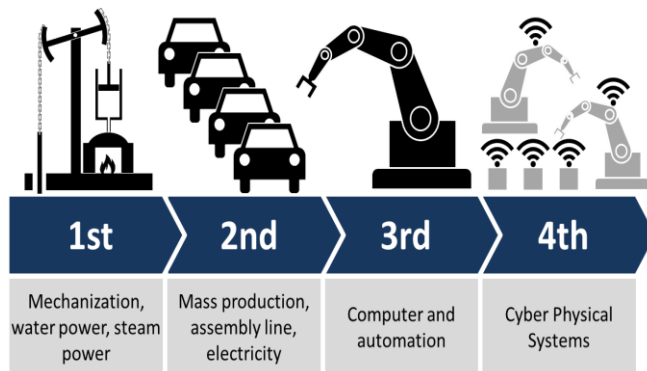 1st
2nd
3rd
4th
Mechanization,
water power, steam
power
Mass production,
assembly line,
electricity
Computer and
automation
Cyber Physical
Systems